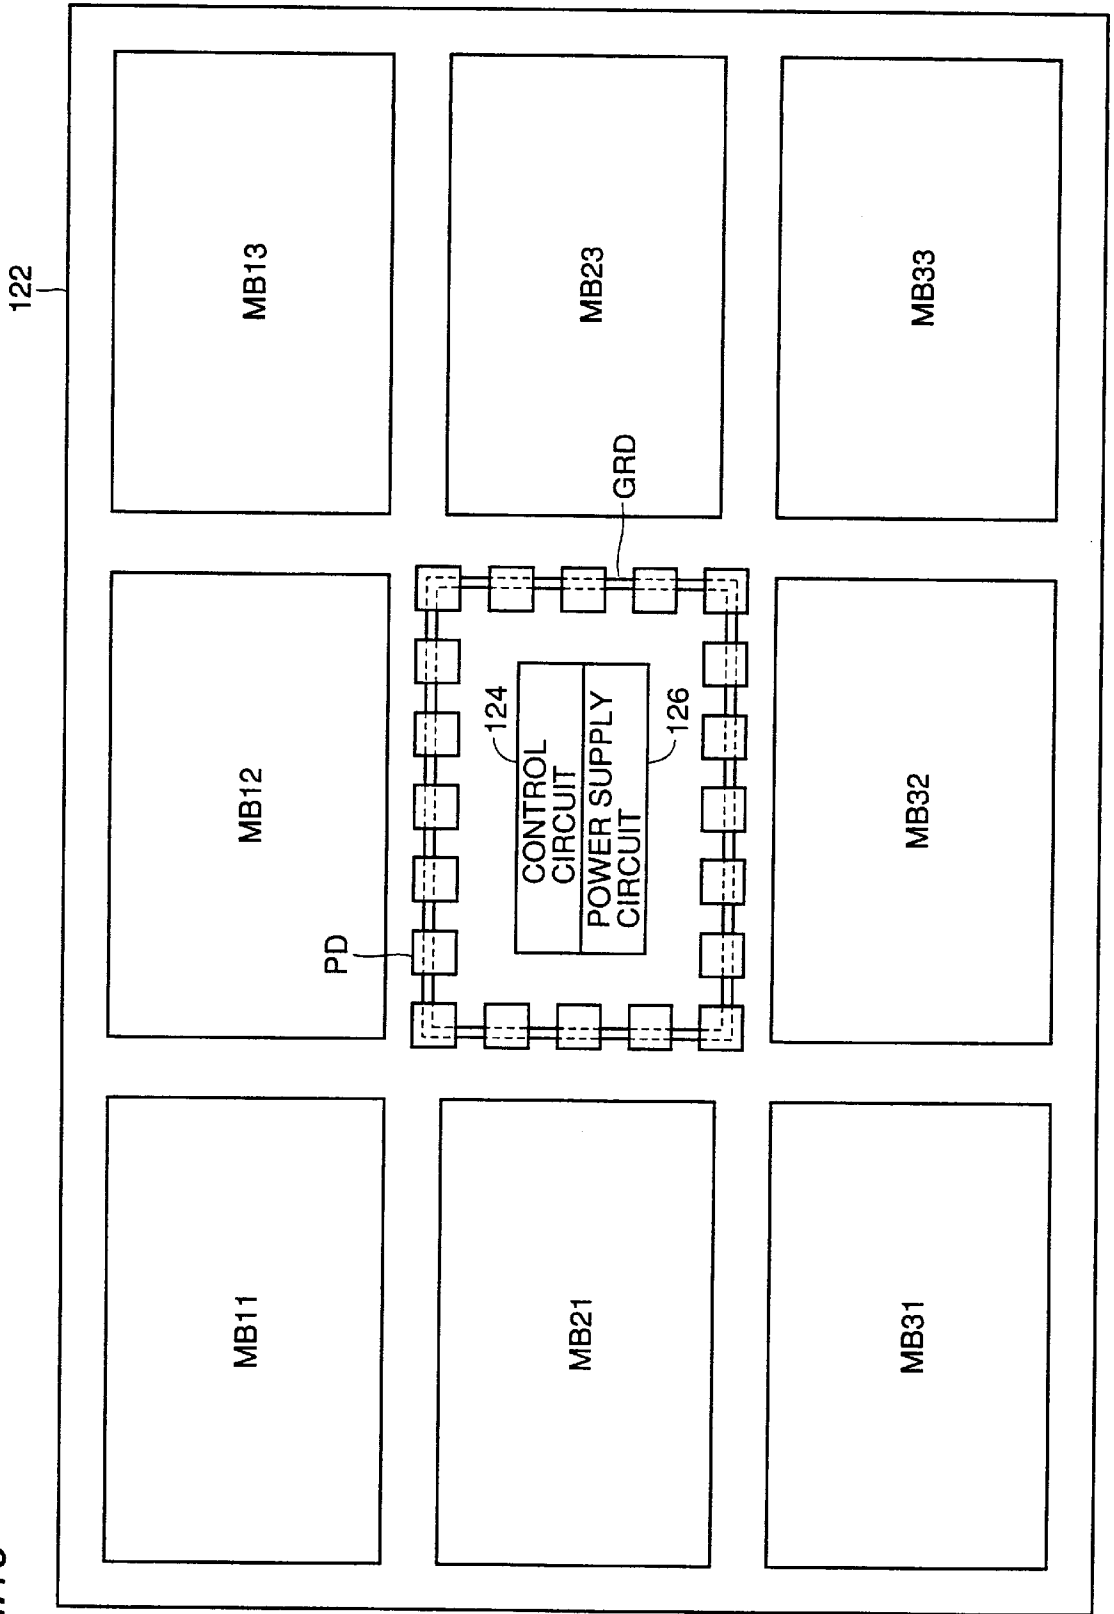 122
MB11
MB12
MB13
PD
124
CONTROL
CIRCUIT
POWER SUPPLY
CIRCUIT
126
GRD
MB21
MB23
MB31
MB32
MB33